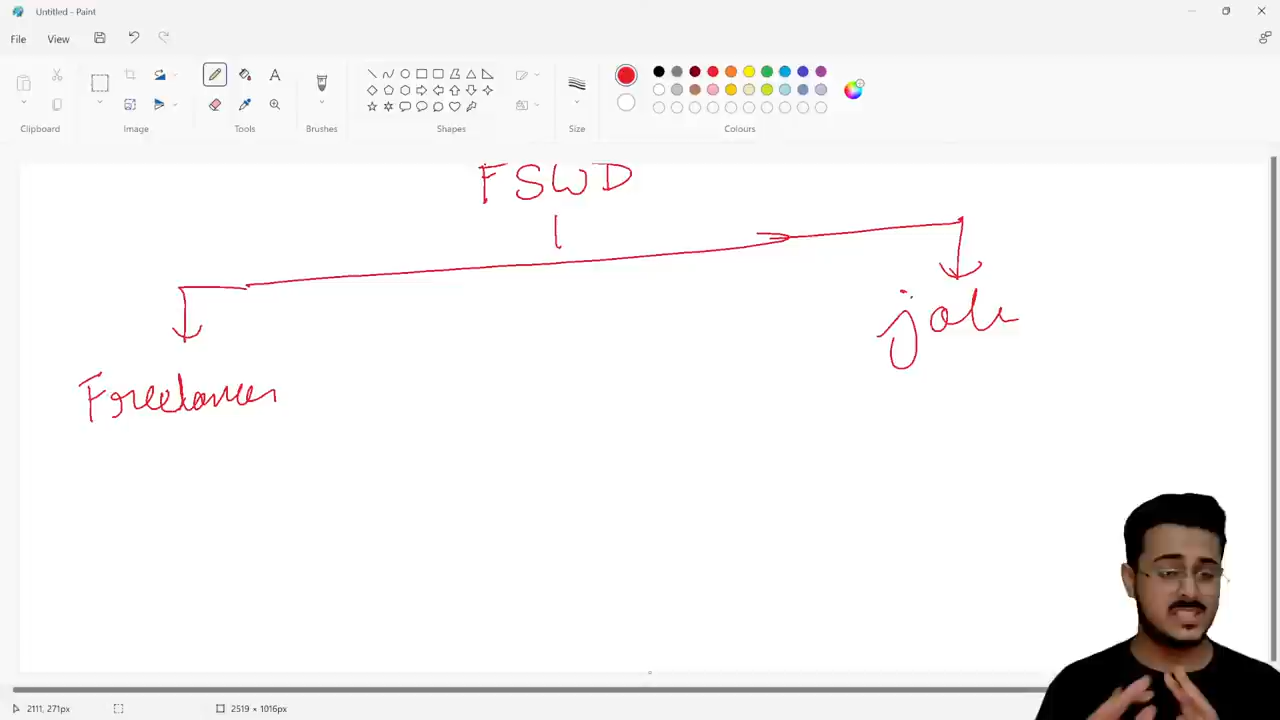 Untitled - Paint
File View
Clipboard Image Tools Brushes Shapes Size Colours
FSWD
job
Freelancer
2111, 271px 2519 × 1016px